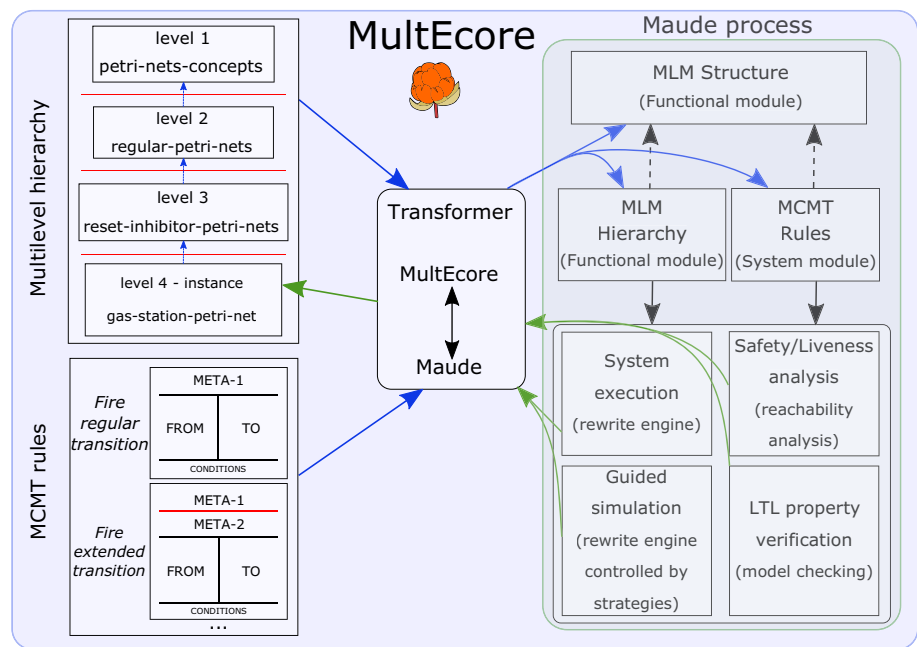 MultEcore
Multilevel hierarchy
level 1
petri-nets-concepts
level 2
regular-petri-nets
level 3
reset-inhibitor-petri-nets
level 4 - instance
gas-station-petri-net
MCMT rules
Fire
regular
transition
META-1
FROM
TO
CONDITIONS
Fire
extended
transition
META-1
META-2
FROM
TO
CONDITIONS
...
Transformer
MultEcore
Maude
Maude process
MLM Structure
(Functional module)
MLM
Hierarchy
(Functional module)
MCMT
Rules
(System module)
System
execution
(rewrite engine)
Safety/Liveness
analysis
(reachability
analysis)
Guided
simulation
(rewrite engine
controlled by
strategies)
LTL property
verification
(model checking)